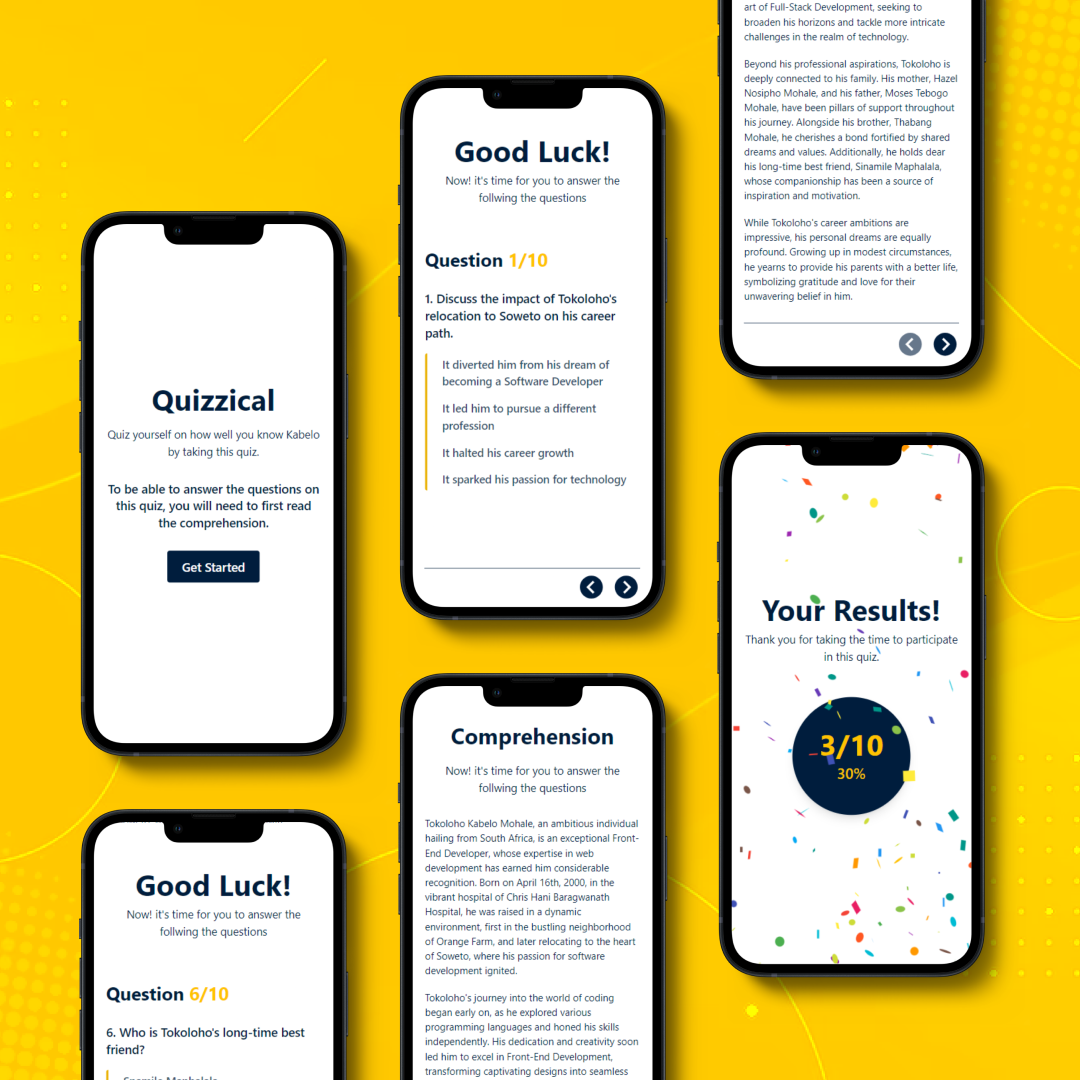 Quizzical
Quiz yourself on how well you know Kabelo
by taking this quiz.
To be able to answer the questions on
this quiz, you will need to first read
the comprehension.
Get Started
Good Luck!
Now! it's time for you to answer the
follwing the questions
Question 6/10
6. Who is Tokoloho's long-time best
friend?
Good Luck!
Now! it's time for you to answer the
follwing the questions
Question 1/10
1. Discuss the impact of Tokoloho's
relocation to Soweto on his career
path.
It diverted him from his dream of
becoming a Software Developer
It led him to pursue a different
profession
It halted his career growth
It sparked his passion for technology
Comprehension
Now! it's time for you to answer the
follwing the questions
Tokoloho Kabelo Mohale, an ambitious individual
hailing from South Africa, is an exceptional Front-
End Developer, whose expertise in web
development has earned him considerable
recognition. Born on April 16th, 2000, in the
vibrant hospital of Chris Hani Baragwanath
Hospital, he was raised in a dynamic
environment, first in the bustling neighborhood
of Orange Farm, and later relocating to the heart
of Soweto, where his passion for software
development ignited.
Tokoloho's journey into the world of coding
began early on, as he explored various
programming languages and honed his skills
independently. His dedication and creativity soon
led him to excel in Front-End Development,
transforming captivating designs into seamless
art of Full-Stack Development, seeking to
broaden his horizons and tackle more intricate
challenges in the realm of technology.
Beyond his professional aspirations, Tokoloho is
deeply connected to his family. His mother, Hazel
Nosipho Mohale, and his father, Moses Tebogo
Mohale, have been pillars of support throughout
his journey. Alongside his brother, Thabang
Mohale, he cherishes a bond fortified by shared
dreams and values. Additionally, he holds dear
his long-time best friend, Sinamile Maphalala,
whose companionship has been a source of
inspiration and motivation.
While Tokoloho's career ambitions are
impressive, his personal dreams are equally
profound. Growing up in modest circumstances,
he yearns to provide his parents with a better life,
symbolizing gratitude and love for their
unwavering belief in him.
Your Results!
Thank you for taking the time to participate
in this quiz.
3/10
30%